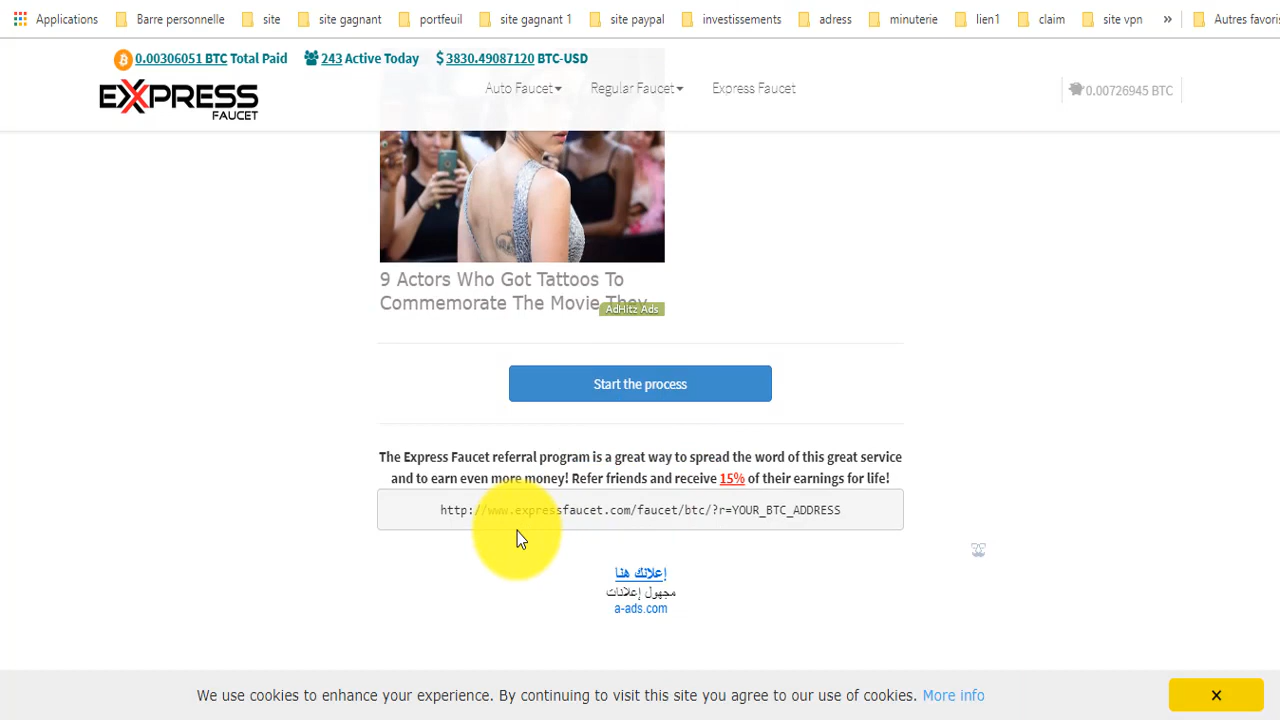 Applications Barre personnelle site site gagnant portfeuil site gagnant 1 site paypal investissements adress minuterie lien1 claim site vpn » Autres favoris
0.00306051 BTC Total Paid 243 Active Today $ 3830.49087120 BTC-USD
EXPRESS
FAUCET
Auto Faucet Regular Faucet Express Faucet
0.00726945 BTC
9 Actors Who Got Tattoos To
Commemorate The Movie They
AdHitz Ads
Start the process
The Express Faucet referral program is a great way to spread the word of this great service
and to earn even more money! Refer friends and receive 15% of their earnings for life!
http://www.expressfaucet.com/faucet/btc/?r=YOUR_BTC_ADDRESS
إعلانك هنا
مجهول إعلانات
a-ads.com
We use cookies to enhance your experience. By continuing to visit this site you agree to our use of cookies. More info